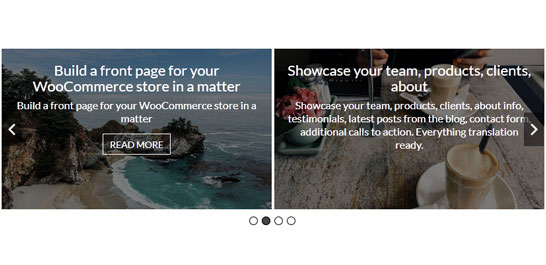 Build a front page for your
WooCommerce store in a matter
Build a front page for your WooCommerce store in a
matter
READ MORE
Showcase your team, products, clients,
about
Showcase your team, products, clients, about info,
testimonials, latest posts from the blog, contact form,
additional calls to action. Everything translation
ready.